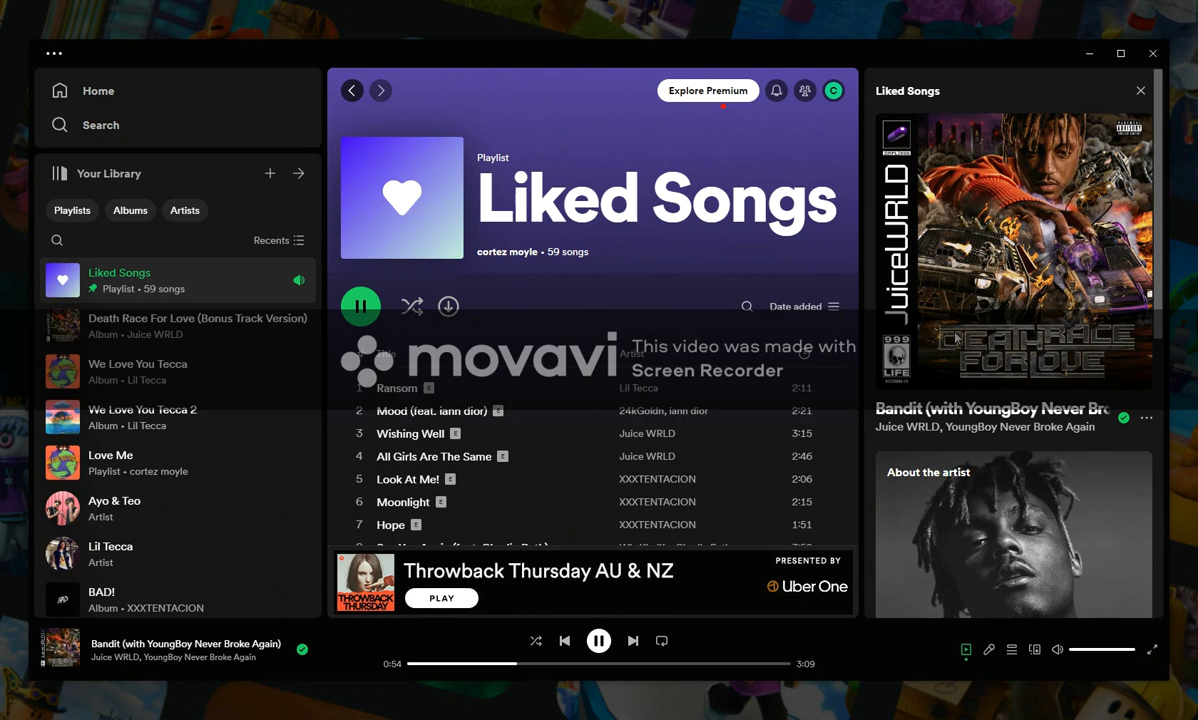 Home
Search
Your Library
Playlists
Albums
Artists
Recents
Liked Songs
Playlist • 59 songs
Death Race For Love (Bonus Track Version)
Album • Juice WRLD
We Love You Tecca
Album • Lil Tecca
We Love You Tecca 2
Album • Lil Tecca
Love Me
Playlist • cortez moyle
Ayo & Teo
Artist
Lil Tecca
Artist
BAD!
Album • XXXTENTACION
Explore Premium
C
Playlist
Liked Songs
cortez moyle • 59 songs
Date added
# Title Artist
movavi
This video was made with
Screen Recorder
1 Ransom E Lil Tecca 2:11
2 Mood (feat. iann dior) E 24kGoldn, iann dior 2:21
3 Wishing Well E Juice WRLD 3:15
4 All Girls Are The Same E Juice WRLD 2:46
5 Look At Me! E XXXTENTACION 2:06
6 Moonlight E XXXTENTACION 2:15
7 Hope E XXXTENTACION 1:51
THROWBACK
THURSDAY
Throwback Thursday AU & NZ
PLAY
PRESENTED BY
Uber One
Liked Songs
JuiceWRLD
999
LIFE
DEATHRACE
FORLOVE
Bandit (with YoungBoy Never Bro
Juice WRLD, YoungBoy Never Broke Again
About the artist
Bandit (with YoungBoy Never Broke Again)
Juice WRLD, YoungBoy Never Broke Again
0:54
3:09